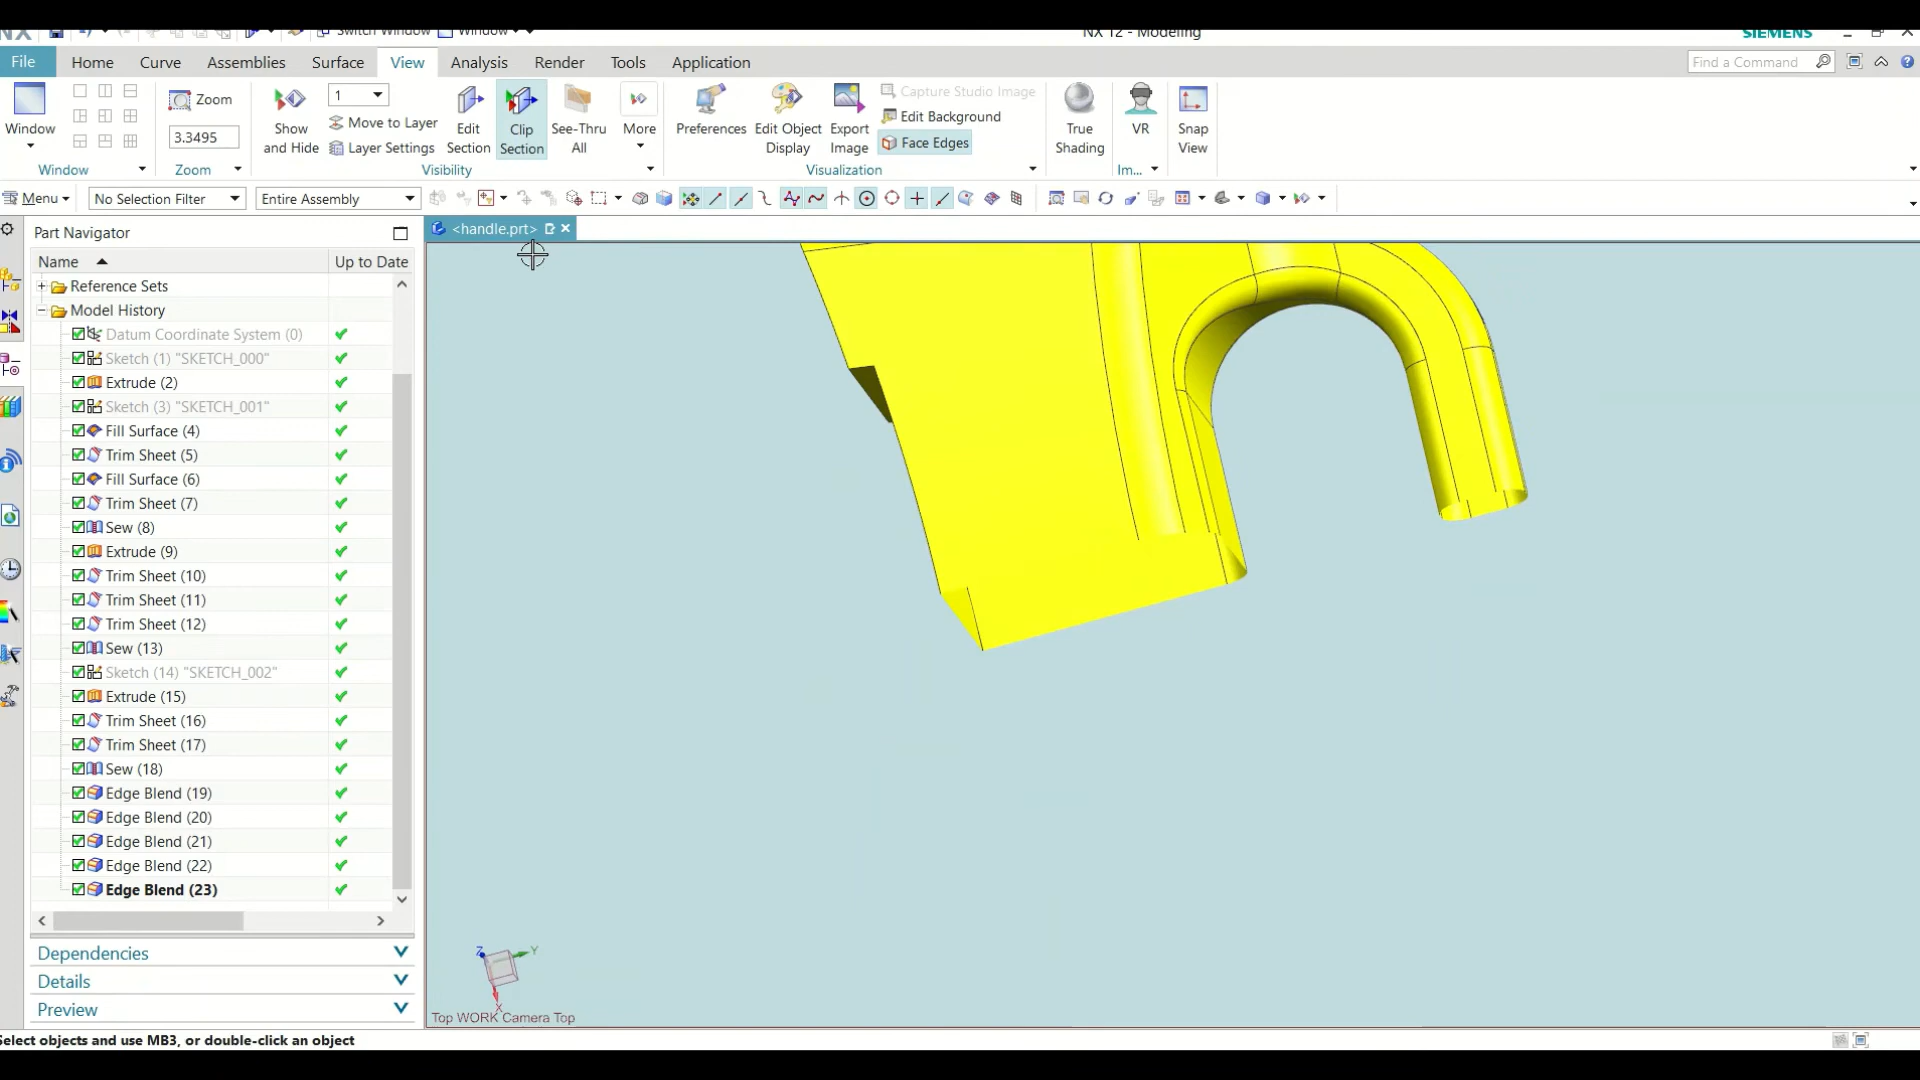 NX
Switch Window
Window
NX 12 - Modeling
SIEMENS
File Home Curve Assemblies Surface View Analysis Render Tools Application
Find a Command
Window
Zoom
3.3495
Show and Hide
1
Move to Layer
Layer Settings
Edit Section
Clip Section
See-Thru All
More
Preferences
Edit Object Display
Export Image
Capture Studio Image
Edit Background
Face Edges
True Shading
VR
Snap View
Window Zoom Visibility Visualization Im...
Menu
No Selection Filter
Entire Assembly
Part Navigator
<handle.prt>
Name Up to Date
Reference Sets
Model History
Datum Coordinate System (0)
Sketch (1) "SKETCH_000"
Extrude (2)
Sketch (3) "SKETCH_001"
Fill Surface (4)
Trim Sheet (5)
Fill Surface (6)
Trim Sheet (7)
Sew (8)
Extrude (9)
Trim Sheet (10)
Trim Sheet (11)
Trim Sheet (12)
Sew (13)
Sketch (14) "SKETCH_002"
Extrude (15)
Trim Sheet (16)
Trim Sheet (17)
Sew (18)
Edge Blend (19)
Edge Blend (20)
Edge Blend (21)
Edge Blend (22)
Edge Blend (23)
Dependencies
Details
Preview
Z
Y
X
Top WORK Camera Top
Select objects and use MB3, or double-click an object